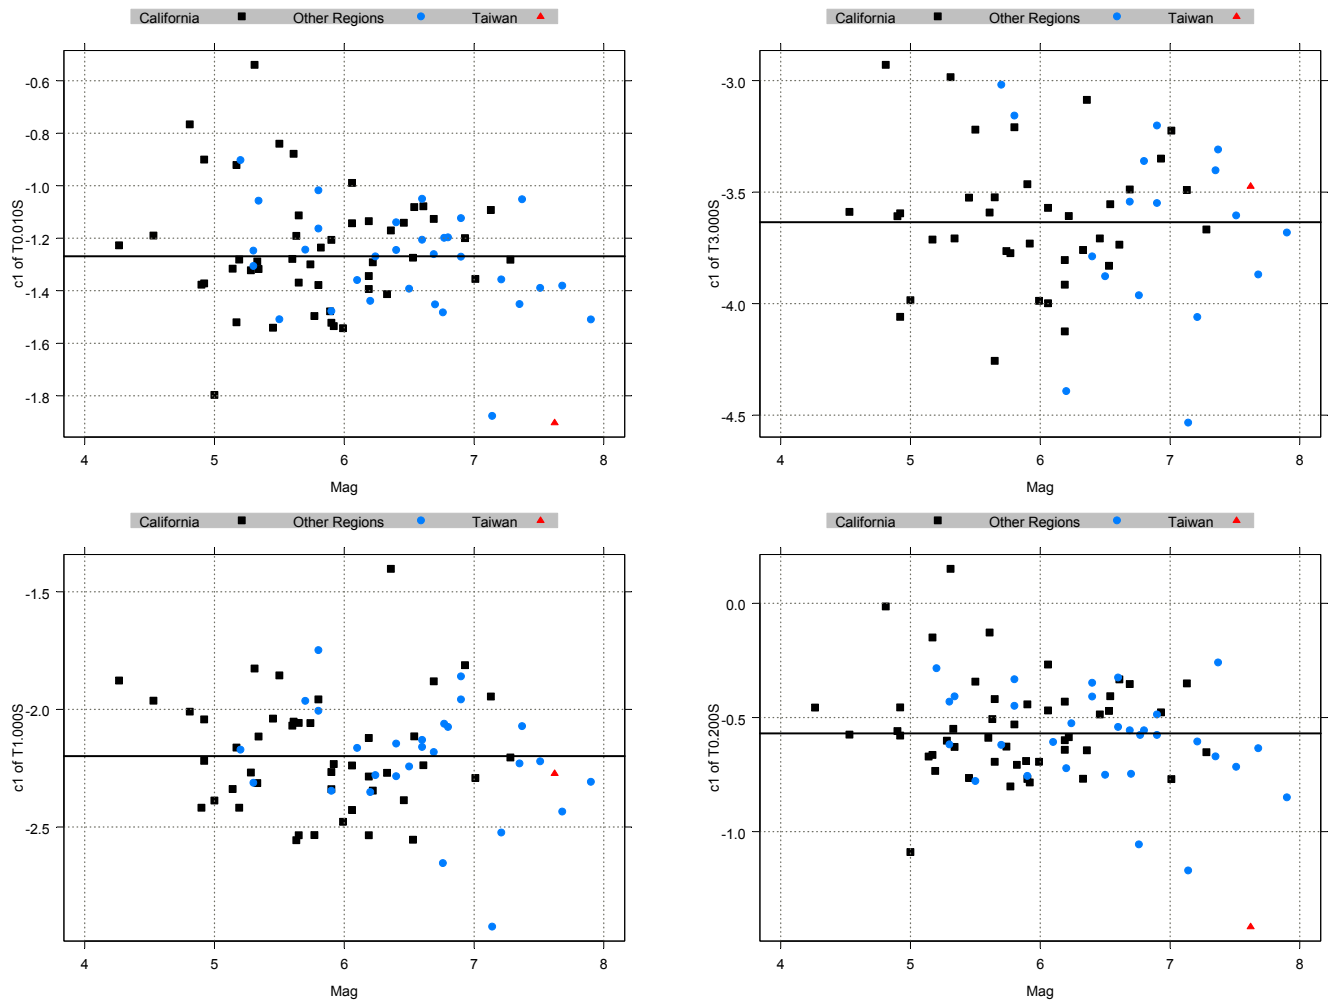 California Other Regions Taiwan
-0.6
-0.8
-1.0
-1.2
-1.4
-1.6
-1.8
c1 of T0.010S
4 5 6 7 8
Mag
California Other Regions Taiwan
-3.0
-3.5
-4.0
-4.5
c1 of T3.000S
4 5 6 7 8
Mag
California Other Regions Taiwan
-1.5
-2.0
-2.5
c1 of T1.000S
4 5 6 7 8
Mag
California Other Regions Taiwan
0.0
-0.5
-1.0
c1 of T0.200S
4 5 6 7 8
Mag